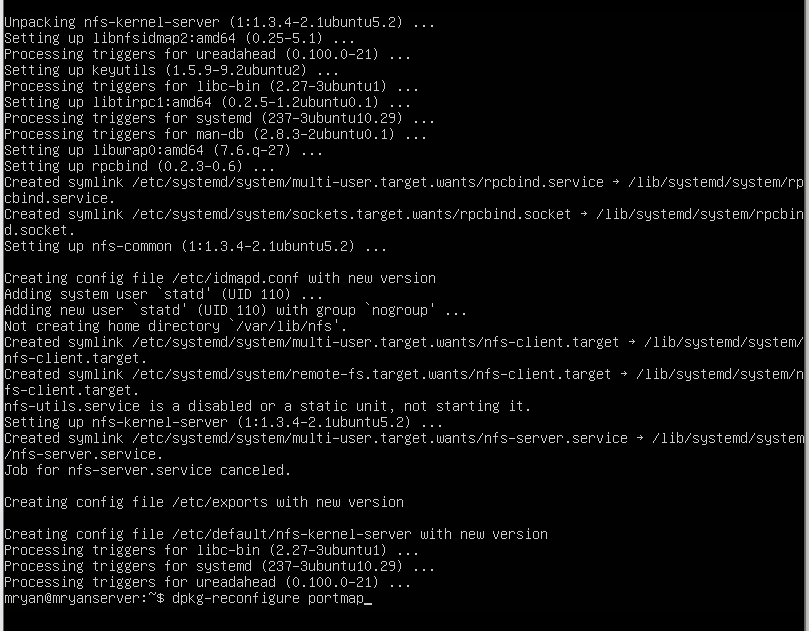 Unpacking nfs-kernel-server (1:1.3.4-2.1ubuntu5.2) ...
Setting up libnfsidmap2:amd64 (0.25-5.1) ...
Processing triggers for ureadahead (0.100.0-21) ...
Setting up keyutils (1.5.9-9.2ubuntu2) ...
Processing triggers for libc-bin (2.27-3ubuntu1) ...
Setting up libtirpc1:amd64 (0.2.5-1.2ubuntu0.1) ...
Processing triggers for systemd (237-3ubuntu10.29) ...
Processing triggers for man-db (2.8.3-2ubuntu0.1) ...
Setting up libwrap0:amd64 (7.6.q-27) ...
Setting up rpcbind (0.2.3-0.6) ...
Created symlink /etc/systemd/system/multi-user.target.wants/rpcbind.service → /lib/systemd/system/rp
cbind.service.
Created symlink /etc/systemd/system/sockets.target.wants/rpcbind.socket → /lib/systemd/system/rpcbin
d.socket.
Setting up nfs-common (1:1.3.4-2.1ubuntu5.2) ...
Creating config file /etc/idmapd.conf with new version
Adding system user `statd' (UID 110) ...
Adding new user `statd' (UID 110) with group `nogroup' ...
Not creating home directory `/var/lib/nfs'.
Created symlink /etc/systemd/system/multi-user.target.wants/nfs-client.target → /lib/systemd/system/
nfs-client.target.
Created symlink /etc/systemd/system/remote-fs.target.wants/nfs-client.target → /lib/systemd/system/n
fs-client.target.
nfs-utils.service is a disabled or a static unit, not starting it.
Setting up nfs-kernel-server (1:1.3.4-2.1ubuntu5.2) ...
Created symlink /etc/systemd/system/multi-user.target.wants/nfs-server.service → /lib/systemd/system
/nfs-server.service.
Job for nfs-server.service canceled.
Creating config file /etc/exports with new version
Creating config file /etc/default/nfs-kernel-server with new version
Processing triggers for libc-bin (2.27-3ubuntu1) ...
Processing triggers for systemd (237-3ubuntu10.29) ...
Processing triggers for ureadahead (0.100.0-21) ...
mryan@mryanserver:~$ dpkg-reconfigure portmap_